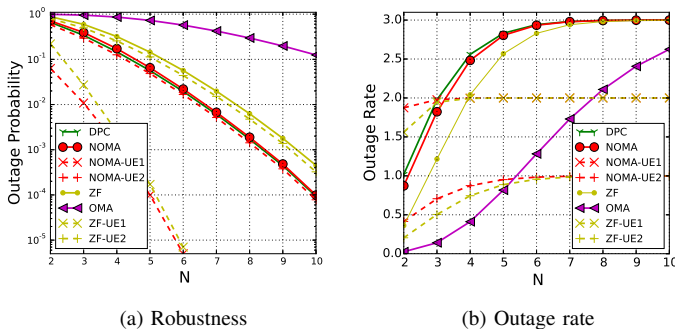 10^0
10^-1
10^-2
10^-3
10^-4
10^-5
Outage Probability
DPC
NOMA
NOMA-UE1
NOMA-UE2
ZF
OMA
ZF-UE1
ZF-UE2
2 3 4 5 6 7 8 9 10
N
(a) Robustness
3.0
2.5
2.0
1.5
1.0
0.5
0.0
Outage Rate
DPC
NOMA
NOMA-UE1
NOMA-UE2
ZF
OMA
ZF-UE1
ZF-UE2
2 3 4 5 6 7 8 9 10
N
(b) Outage rate